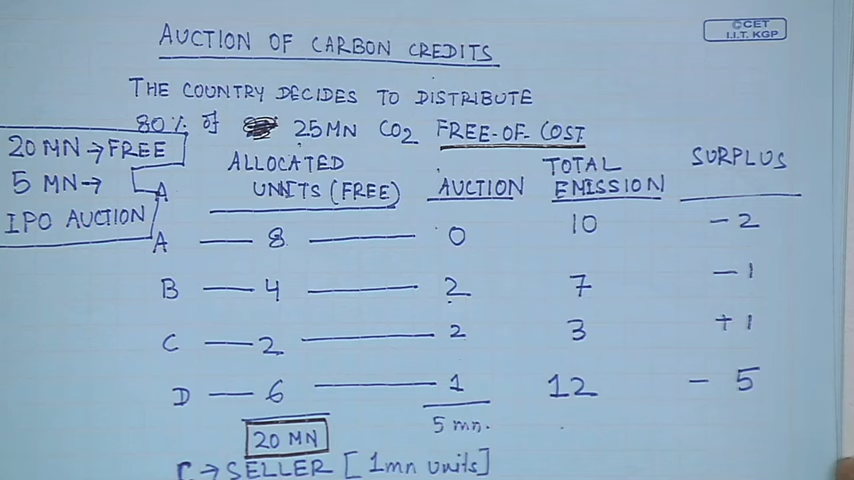 ©CET
I.I.T. KGP
AUCTION OF CARBON CREDITS
THE COUNTRY DECIDES TO DISTRIBUTE
80% of 25MN CO2 FREE-OF-COST
20 MN → FREE
5 MN →
IPO AUCTION
A
ALLOCATED UNITS (FREE) AUCTION TOTAL EMISSION SURPLUS
A — 8 — 0 10 -2
B — 4 — 2 7 -1
C — 2 — 2 3 +1
D — 6 — 1 12 - 5
20 MN 5 mn.
C → SELLER [1mn units]